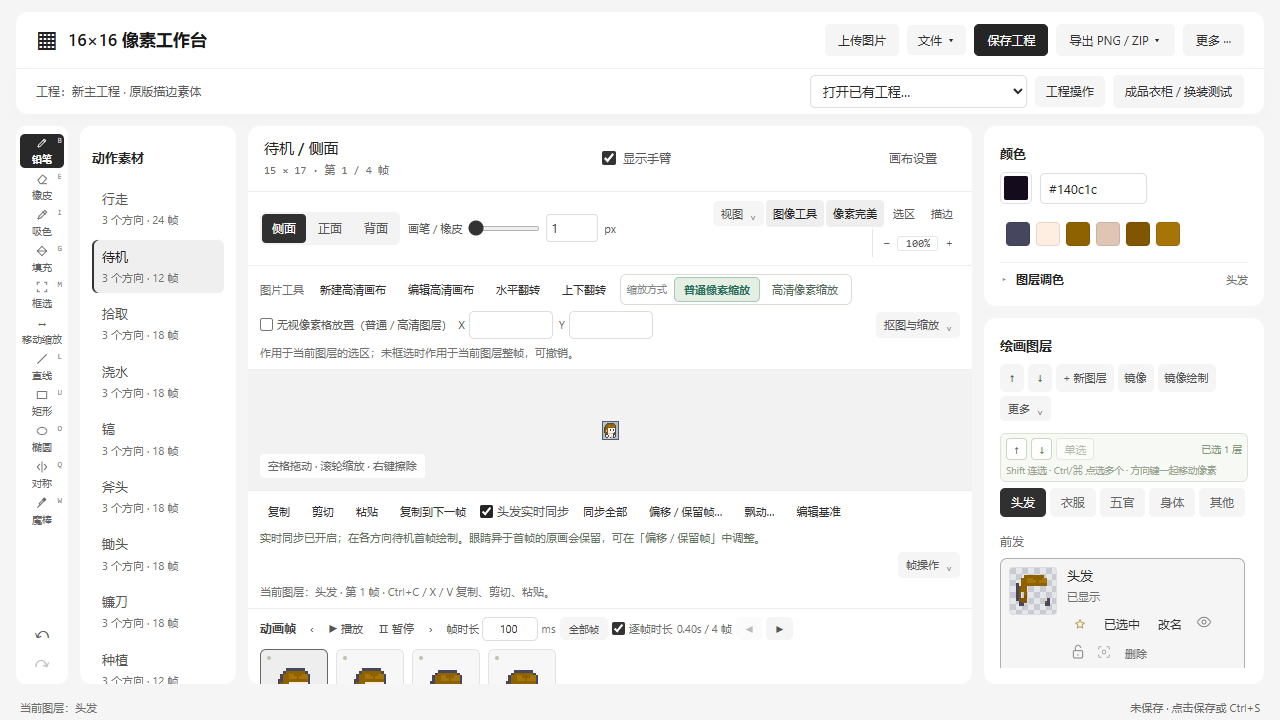 16×16 像素工作台
上传图片 文件 ▾ 保存工程 导出 PNG / ZIP ▾ 更多 ···
工程：新主工程 · 原版描边素体
打开已有工程... 工程操作 成品衣柜 / 换装测试
铅笔 B
橡皮 E
吸色 I
填充 G
框选 M
移动缩放
直线 L
矩形 U
椭圆 O
对称 Q
魔棒 W
动作素材
行走
3 个方向 · 24 帧
待机
3 个方向 · 12 帧
拾取
3 个方向 · 18 帧
浇水
3 个方向 · 18 帧
镐
3 个方向 · 18 帧
斧头
3 个方向 · 18 帧
锄头
3 个方向 · 18 帧
镰刀
3 个方向 · 18 帧
种植
3 个方向 · 12 帧
待机 / 侧面
15 × 17 · 第 1 / 4 帧
显示手臂
画布设置
侧面 正面 背面 画笔 / 橡皮 1 px
视图 图像工具 像素完美 选区 描边
− 100% +
图片工具 新建高清画布 编辑高清画布 水平翻转 上下翻转 缩放方式 普通像素缩放 高清像素缩放
无视像素格放置（普通 / 高清图层） X Y 抠图与缩放
作用于当前图层的选区；未框选时作用于当前图层整帧，可撤销。
空格拖动 · 滚轮缩放 · 右键擦除
复制 剪切 粘贴 复制到下一帧 头发实时同步 同步全部 偏移 / 保留帧... 飘动... 编辑基准
实时同步已开启；在各方向待机首帧绘制。眼睛异于首帧的原画会保留，可在「偏移 / 保留帧」中调整。
帧操作
当前图层：头发 · 第 1 帧 · Ctrl+C / X / V 复制、剪切、粘贴。
动画帧 ‹ ▶ 播放 暂停 › 帧时长 100 ms 全部帧 逐帧时长 0.40s / 4 帧 ◀ ▶
颜色
#140c1c
图层调色 头发
绘画图层
↑ ↓ + 新图层 镜像 镜像绘制
更多
↑ ↓ 单选 已选 1 层
Shift 连选 · Ctrl/⌘ 点选多个 · 方向键一起移动像素
头发 衣服 五官 身体 其他
前发
头发
已显示
☆ 已选中 改名
删除
当前图层：头发
未保存 · 点击保存或 Ctrl+S